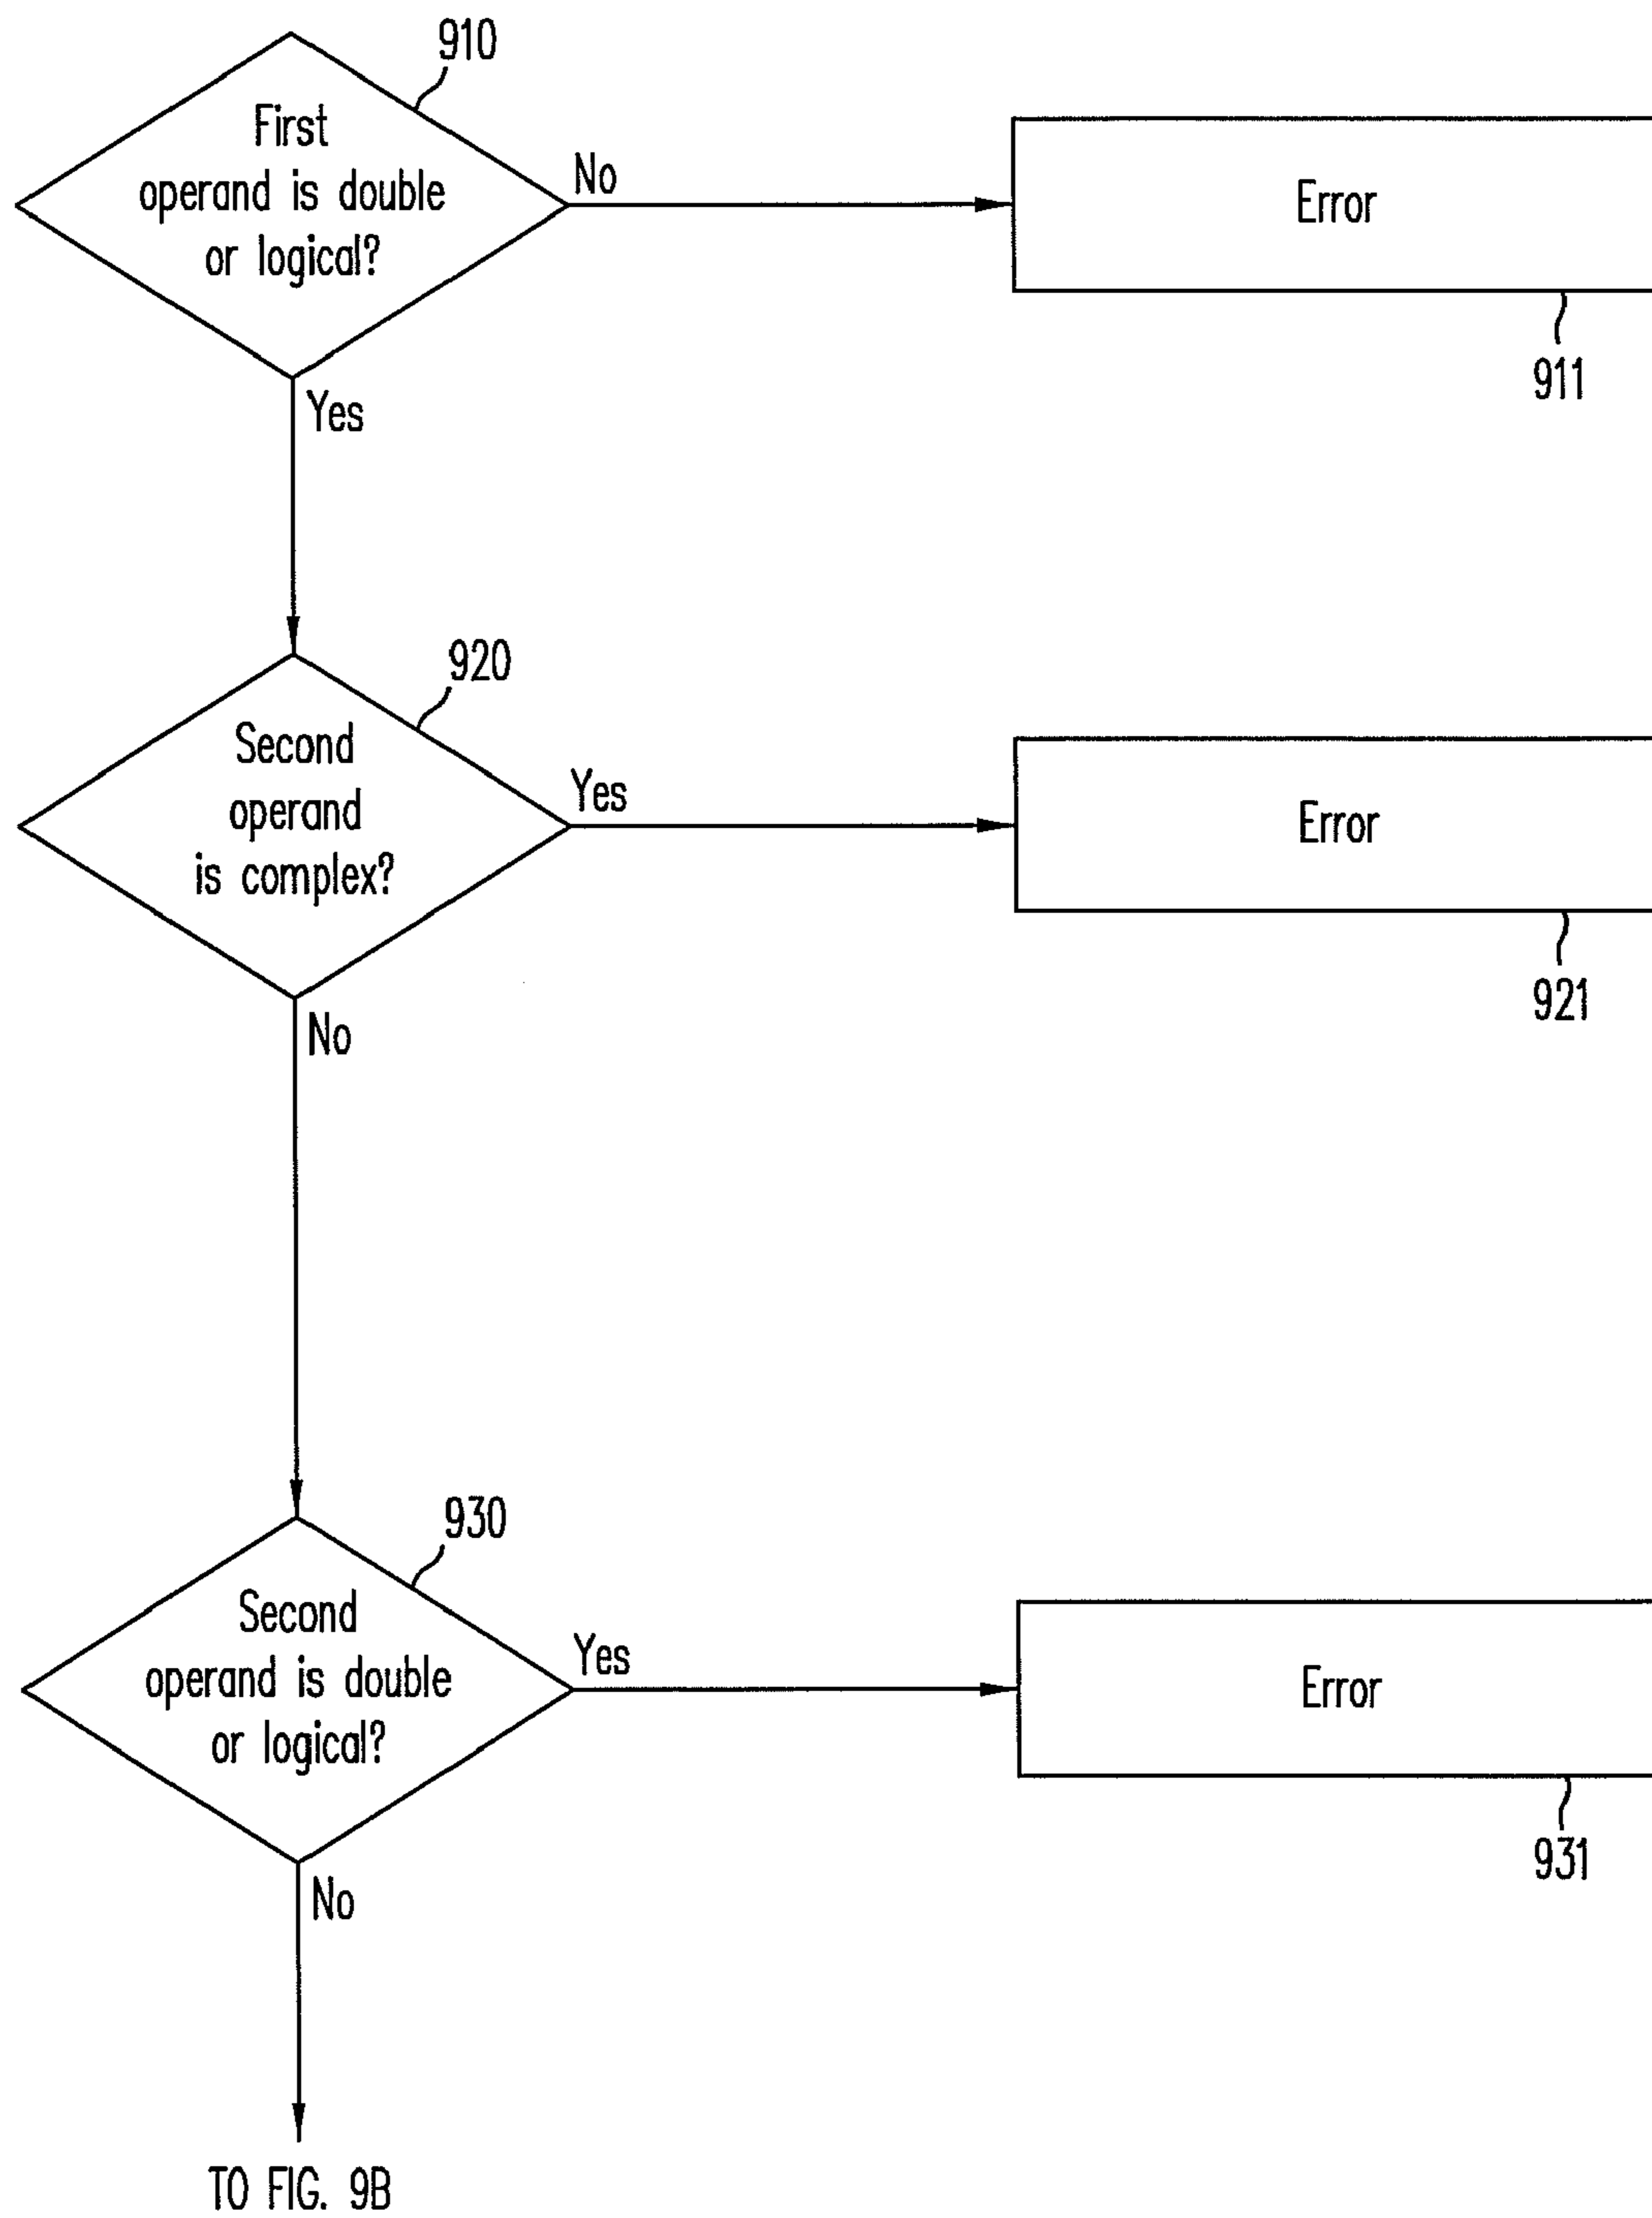 910
First
operand is double
or logical?
No
Error
911
Yes
920
Second
operand
is complex?
Yes
Error
921
No
930
Second
operand is double
or logical?
Yes
Error
931
No
TO FIG. 9B